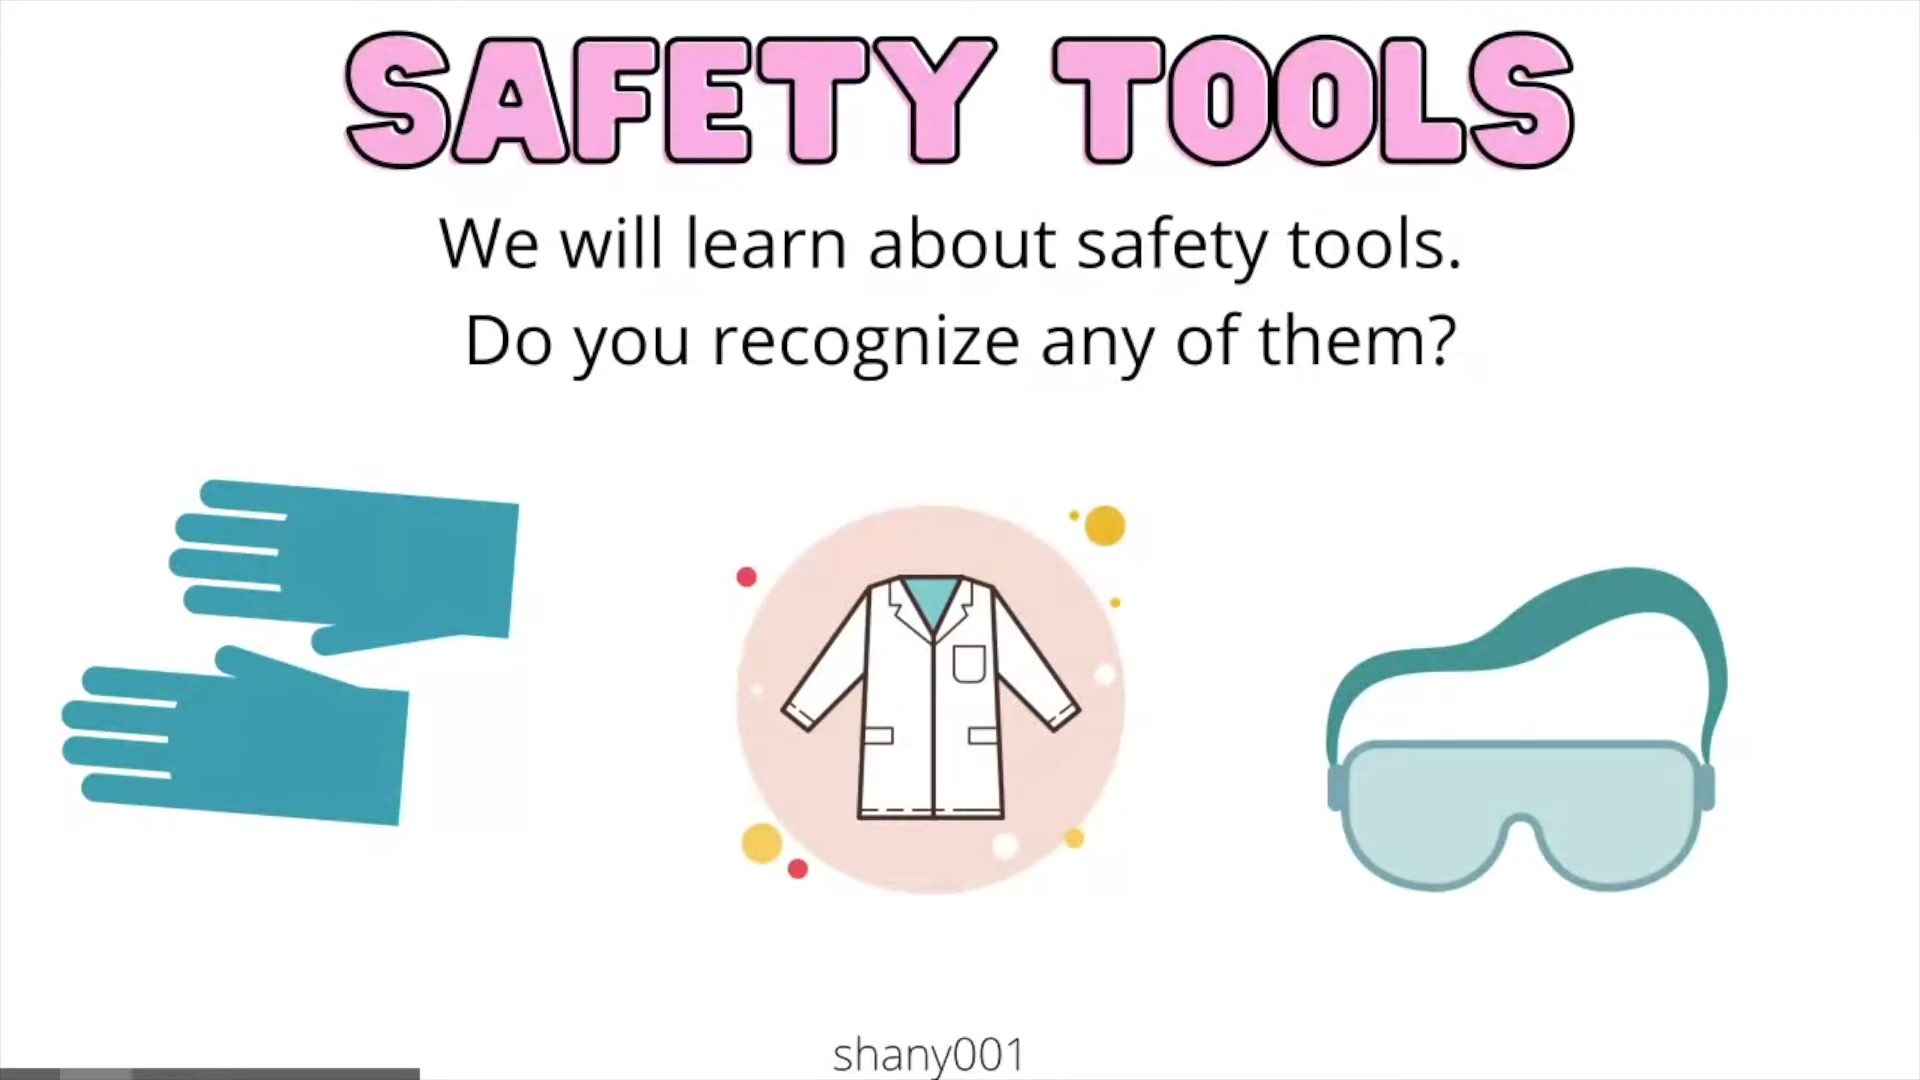 SAFETY TOOLS
We will learn about safety tools.
Do you recognize any of them?
shany001